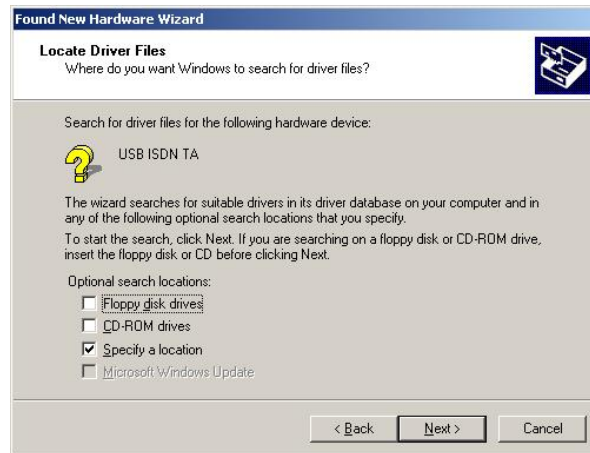 Found New Hardware Wizard
Locate Driver Files
Where do you want Windows to search for driver files?
Search for driver files for the following hardware device:
USB ISDN TA
The wizard searches for suitable drivers in its driver database on your computer and in
any of the following optional search locations that you specify.
To start the search, click Next. If you are searching on a floppy disk or CD-ROM drive,
insert the floppy disk or CD before clicking Next.
Optional search locations:
Floppy disk drives
CD-ROM drives
Specify a location
Microsoft Windows Update
< Back Next > Cancel